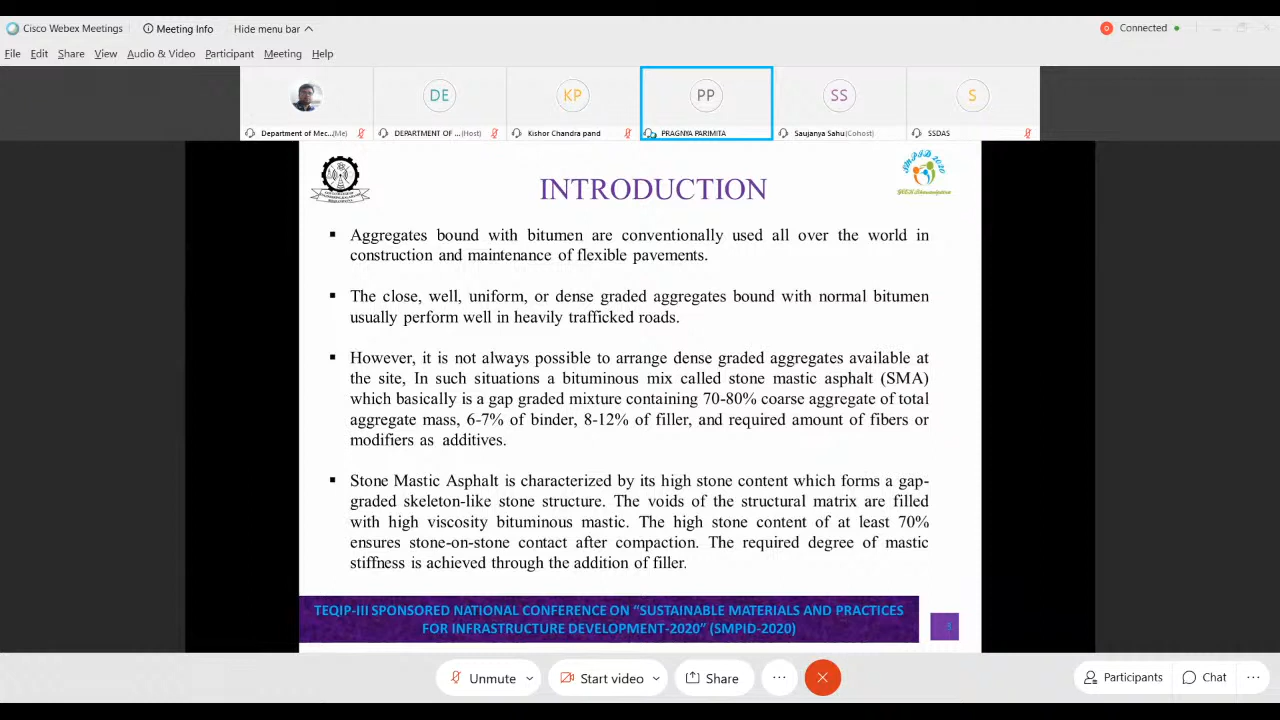 Cisco Webex Meetings
Meeting Info
Hide menu bar
Connected
File Edit Share View Audio & Video Participant Meeting Help
DE KP PP SS S
Department of Mec...(Me) DEPARTMENT OF ...(Host) Kishor Chandra pand PRAGNYA PARIMITA Saujanya Sahu(Cohost) SSDAS
SMPID 2020
INTRODUCTION
▪ Aggregates bound with bitumen are conventionally used all over the world in
construction and maintenance of flexible pavements.
▪ The close, well, uniform, or dense graded aggregates bound with normal bitumen
usually perform well in heavily trafficked roads.
▪ However, it is not always possible to arrange dense graded aggregates available at
the site, In such situations a bituminous mix called stone mastic asphalt (SMA)
which basically is a gap graded mixture containing 70-80% coarse aggregate of total
aggregate mass, 6-7% of binder, 8-12% of filler, and required amount of fibers or
modifiers as additives.
▪ Stone Mastic Asphalt is characterized by its high stone content which forms a gap-
graded skeleton-like stone structure. The voids of the structural matrix are filled
with high viscosity bituminous mastic. The high stone content of at least 70%
ensures stone-on-stone contact after compaction. The required degree of mastic
stiffness is achieved through the addition of filler.
TEQIP-III SPONSORED NATIONAL CONFERENCE ON “SUSTAINABLE MATERIALS AND PRACTICES
FOR INFRASTRUCTURE DEVELOPMENT-2020” (SMPID-2020)
3
Unmute Start video Share Participants Chat